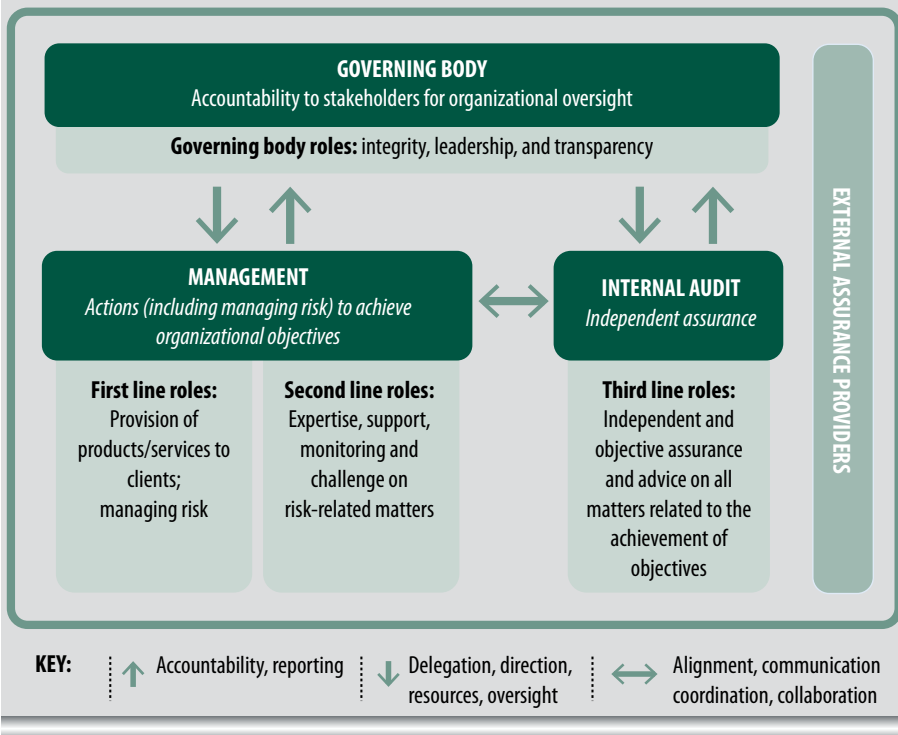 GOVERNING BODY
Accountability to stakeholders for organizational oversight
Governing body roles: integrity, leadership, and transparency
MANAGEMENT
Actions (including managing risk) to achieve
organizational objectives
INTERNAL AUDIT
Independent assurance
First line roles:
Provision of
products/services to
clients;
managing risk
Second line roles:
Expertise, support,
monitoring and
challenge on
risk-related matters
Third line roles:
Independent and
objective assurance
and advice on all
matters related to the
achievement of
objectives
EXTERNAL ASSURANCE PROVIDERS
KEY:
Accountability, reporting
Delegation, direction,
resources, oversight
Alignment, communication
coordination, collaboration